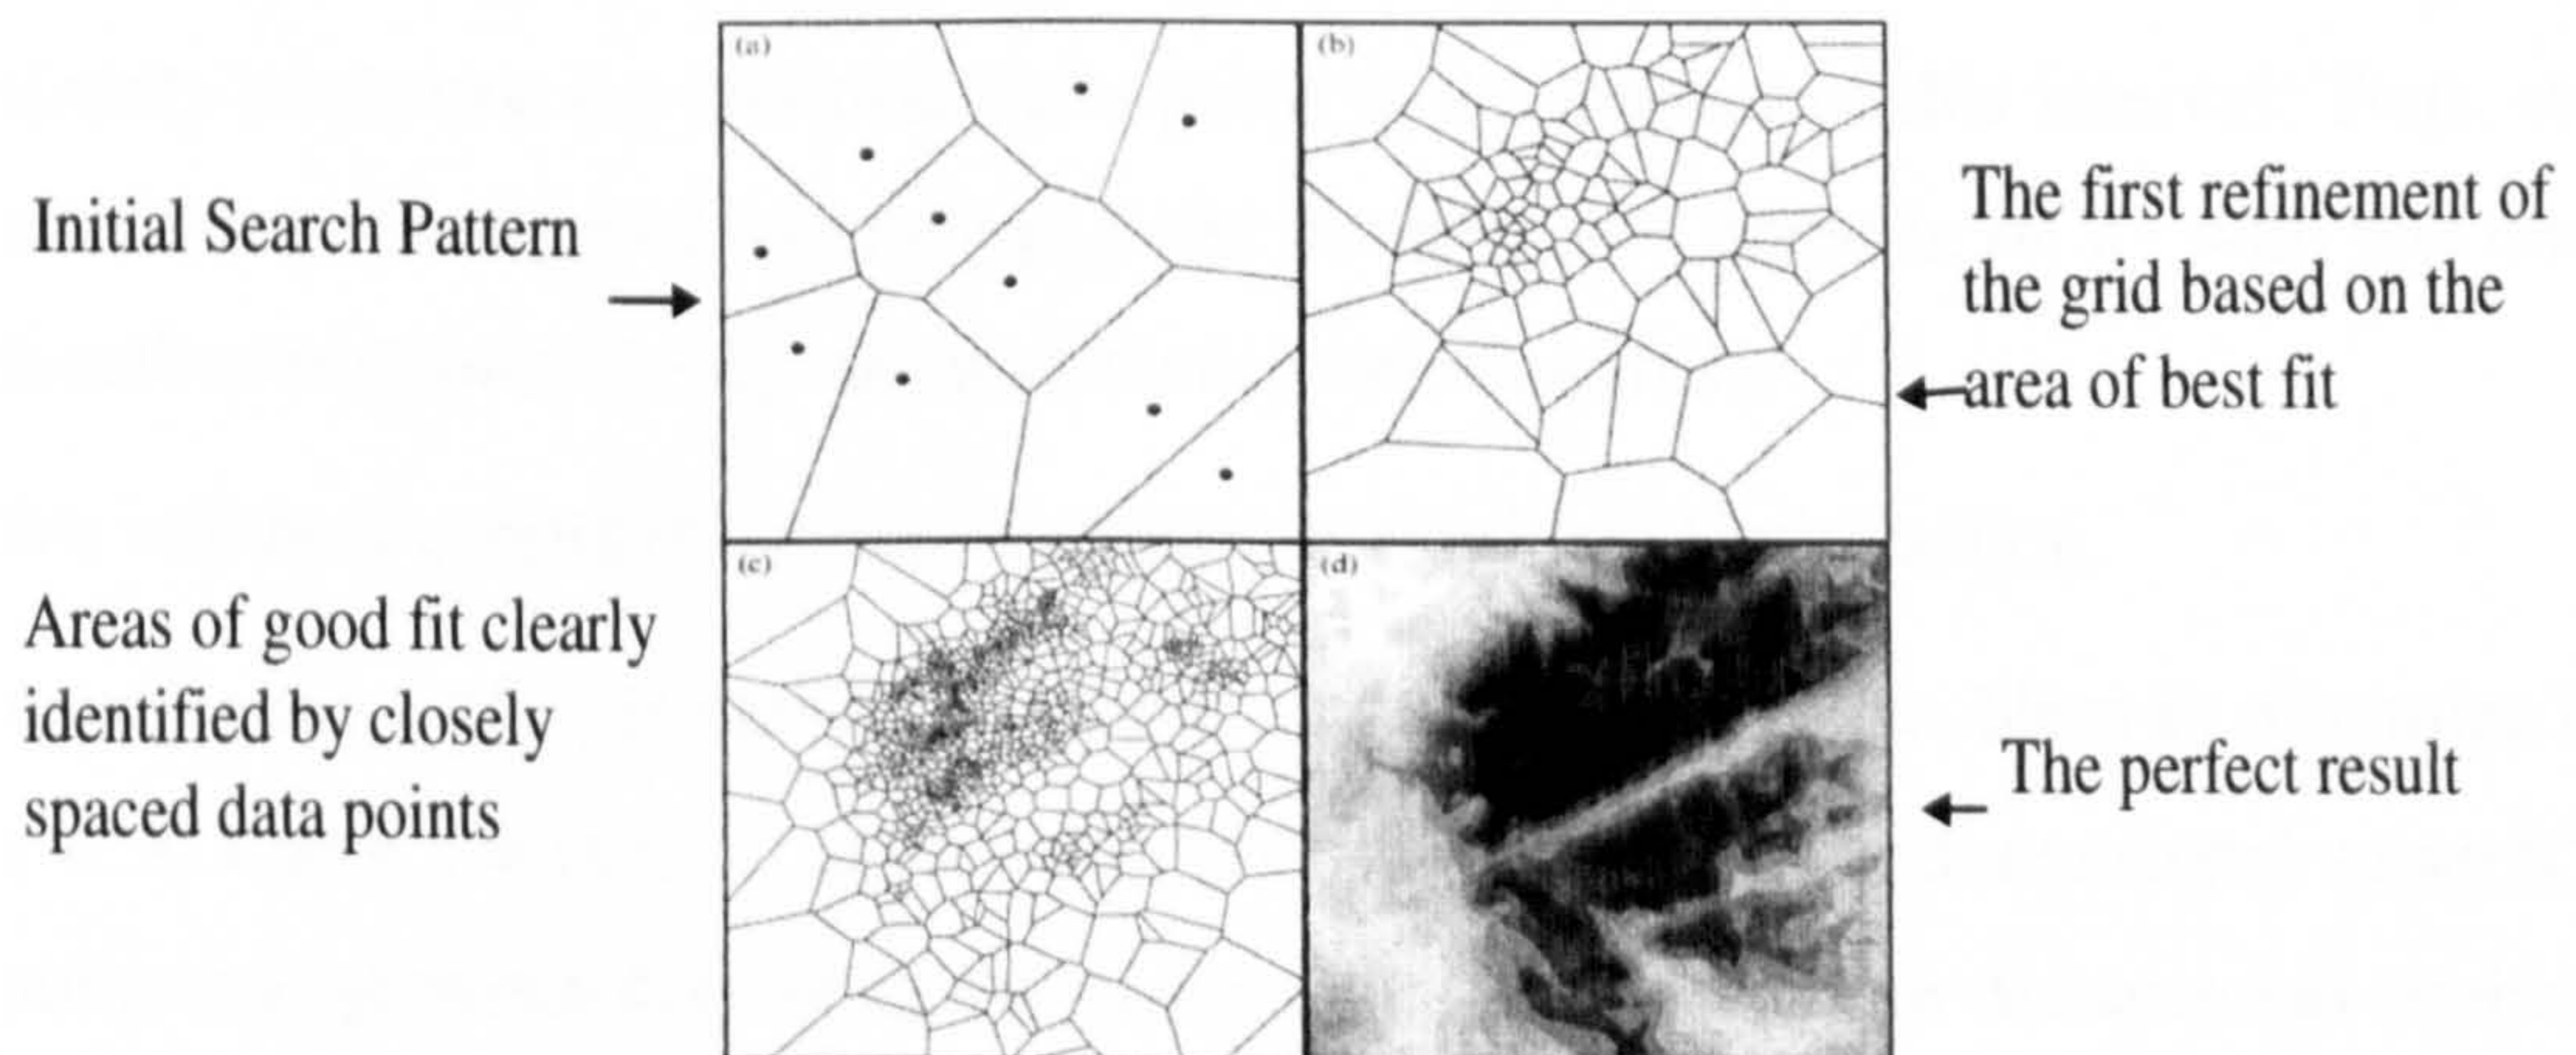 (a)
(b)
Initial Search Pattern
The first refinement of
the grid based on the
area of best fit
(c)
(d)
Areas of good fit clearly
identified by closely
spaced data points
The perfect result